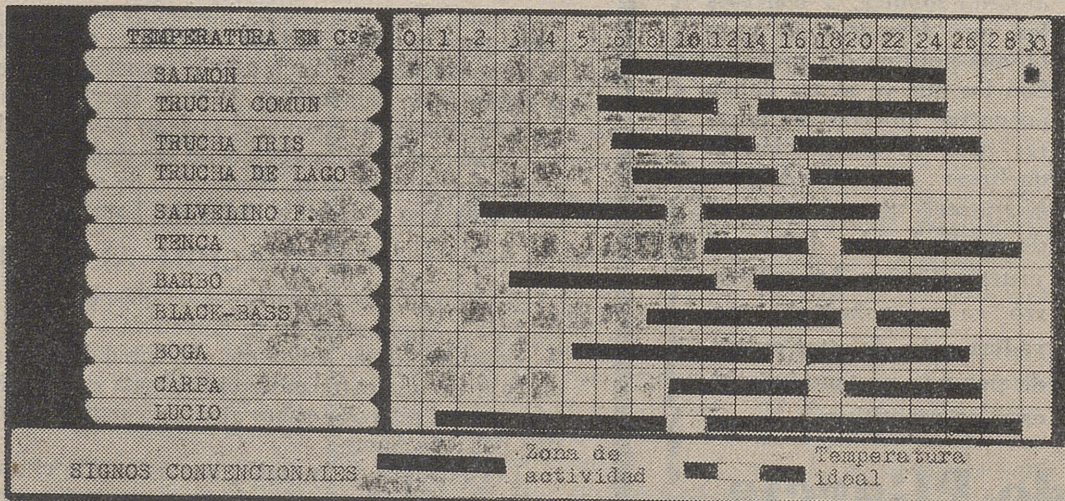 TEMPERATURA EN Cº 0 1 2 3 4 5 6 8 10 12 14 16 18 20 22 24 26 28 30
SALMON
TRUCHA COMUN
TRUCHA IRIS
TRUCHA DE LAGO
SALVELINO F.
TENCA
BARBO
BLACK-BASS
BOGA
CARPA
LUCIO
SIGNOS CONVENCIONALES Zona de actividad Temperatura ideal